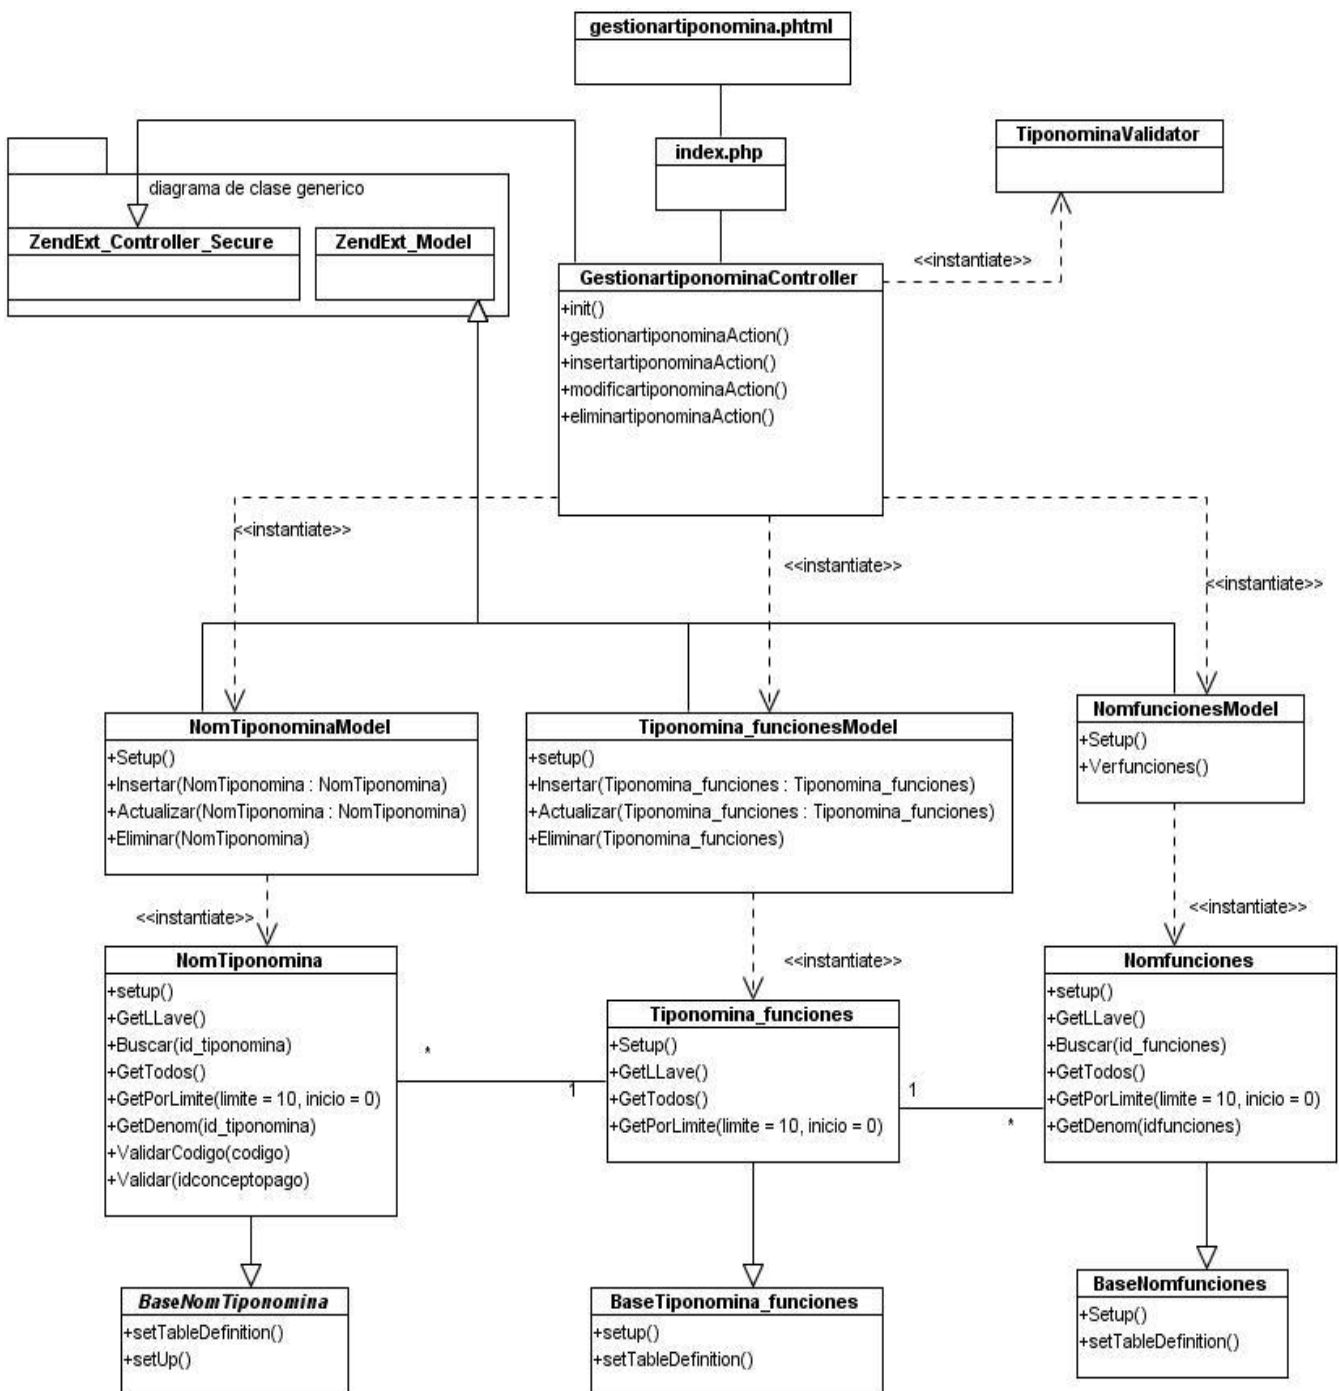 gestionartiponomina.phtml
index.php
TiponominaValidator
diagrama de clase generico
ZendExt_Controller_Secure
ZendExt_Model
<<instantiate>>
GestionartiponominaController
+init()
+gestionartiponominaAction()
+insertartiponominaAction()
+modificartiponominaAction()
+eliminartiponominaAction()
<<instantiate>>
<<instantiate>>
<<instantiate>>
NomTiponominaModel
+Setup()
+Insertar(NomTiponomina : NomTiponomina)
+Actualizar(NomTiponomina : NomTiponomina)
+Eliminar(NomTiponomina)
Tiponomina_funcionesModel
+setup()
+Insertar(Tiponomina_funciones : Tiponomina_funciones)
+Actualizar(Tiponomina_funciones : Tiponomina_funciones)
+Eliminar(Tiponomina_funciones)
NomfuncionesModel
+Setup()
+Verfunciones()
<<instantiate>>
<<instantiate>>
<<instantiate>>
NomTiponomina
+setup()
+GetLLave()
+Buscar(id_tiponomina)
+GetTodos()
+GetPorLimite(limite = 10, inicio = 0)
+GetDenom(id_tiponomina)
+ValidarCodigo(codigo)
+Validar(idconceptopago)
*
1
Tiponomina_funciones
+Setup()
+GetLLave()
+GetTodos()
+GetPorLimite(limite = 10, inicio = 0)
1
*
Nomfunciones
+setup()
+GetLLave()
+Buscar(id_funciones)
+GetTodos()
+GetPorLimite(limite = 10, inicio = 0)
+GetDenom(idfunciones)
BaseNomTiponomina
+setTableDefinition()
+setUp()
BaseTiponomina_funciones
+setup()
+setTableDefinition()
BaseNomfunciones
+Setup()
+setTableDefinition()